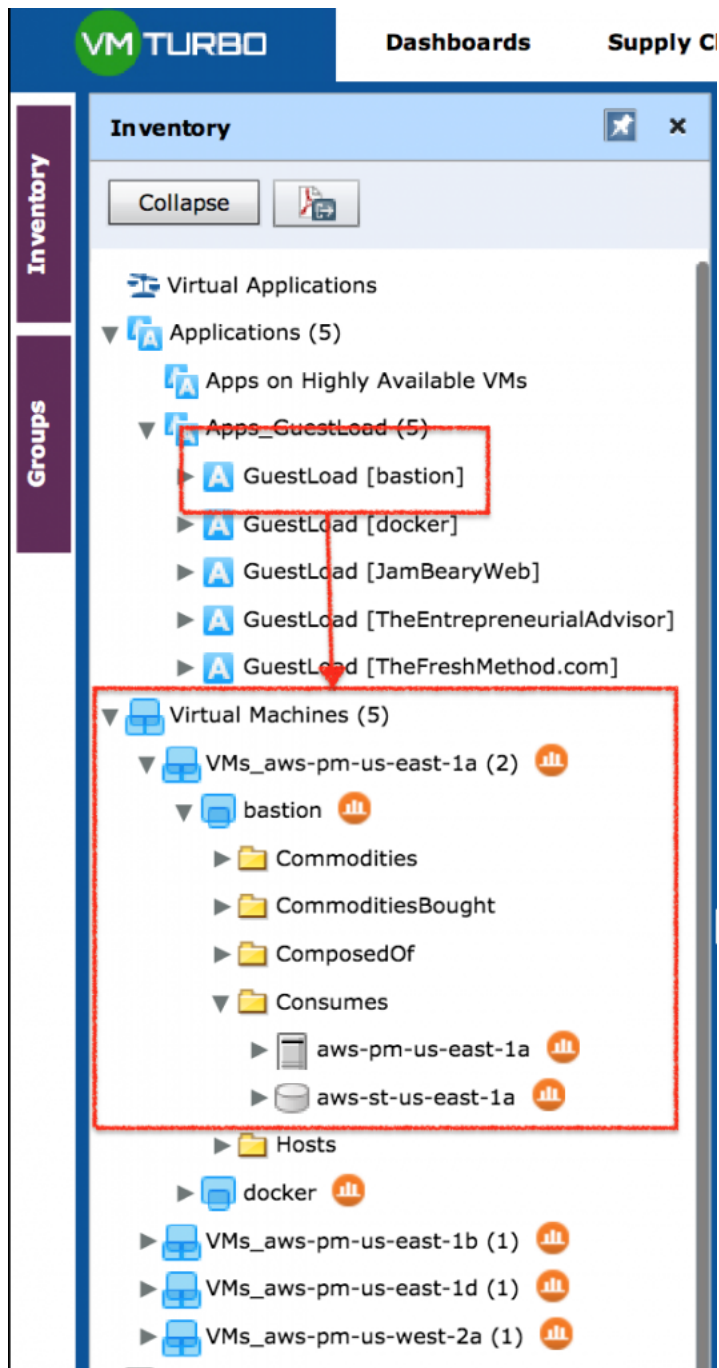 VMTURBO
Dashboards
Supply
Inventory
Inventory
Groups
Collapse
Virtual Applications
Applications (5)
Apps on Highly Available VMs
Apps_GuestLoad (5)
GuestLoad [bastion]
GuestLoad [docker]
GuestLoad [JamBearyWeb]
GuestLoad [TheEntrepreneurialAdvisor]
GuestLoad [TheFreshMethod.com]
Virtual Machines (5)
VMs_aws-pm-us-east-1a (2)
bastion
Commodities
CommoditiesBought
ComposedOf
Consumes
aws-pm-us-east-1a
aws-st-us-east-1a
Hosts
docker
VMs_aws-pm-us-east-1b (1)
VMs_aws-pm-us-east-1d (1)
VMs_aws-pm-us-west-2a (1)